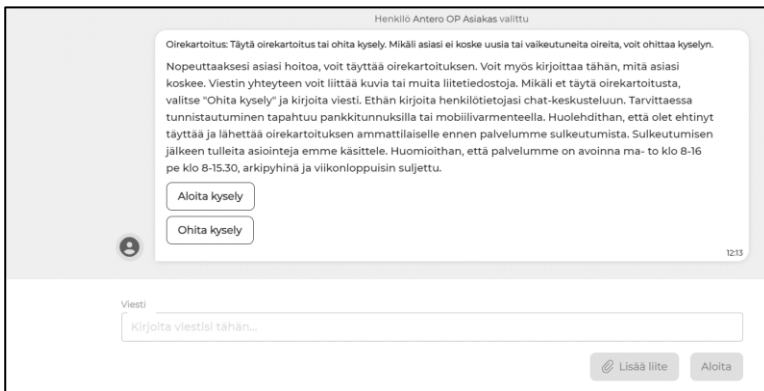 Henkilö Antero OP Asiakas valittu
Oirekartoitus: Täytä oirekartoitus tai ohita kysely. Mikäli asiasi ei koske uusia tai vaikeutuneita oireita, voit ohittaa kyselyn.
Nopeuttaaksesi asiasi hoitoa, voit täyttää oirekartoituksen. Voit myös kirjoittaa tähän, mitä asiasi
koskee. Viestin yhteyteen voit liittää kuvia tai muita liitetiedostoja. Mikäli et täytä oirekartoitusta,
valitse "Ohita kysely" ja kirjoita viesti. Ethän kirjoita henkilötietojasi chat-keskusteluun. Tarvittaessa
tunnistautuminen tapahtuu pankkitunnuksilla tai mobiilivarmenteella. Huolehdithan, että olet ehtinyt
täyttää ja lähettää oirekartoituksen ammattilaiselle ennen palvelumme sulkeutumista. Sulkeutumisen
jälkeen tulleita asiointeja emme käsittele. Huomioithan, että palvelumme on avoinna ma- to klo 8-16
pe klo 8-15.30, arkipyhinä ja viikonloppuisin suljettu.
Aloita kysely
Ohita kysely
12:13
Viesti
Kirjoita viestisi tähän...
Lisää liite
Aloita